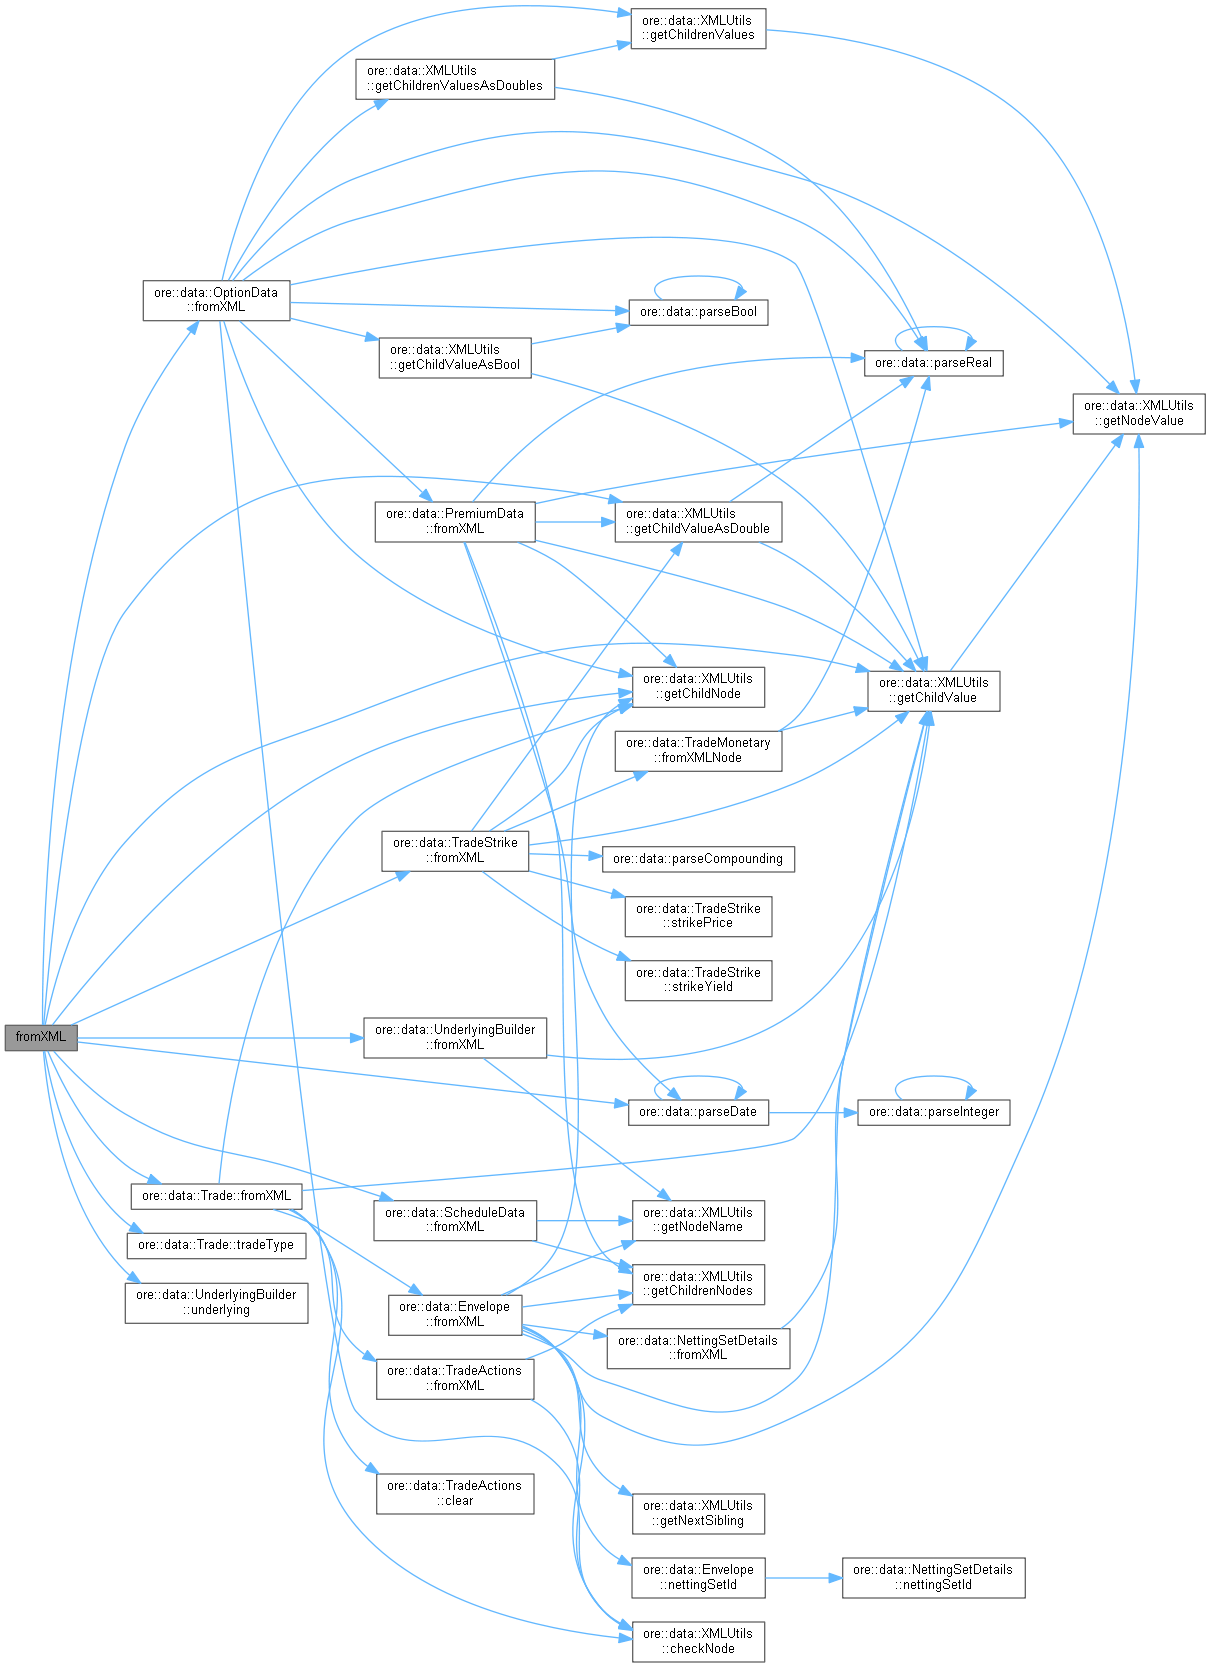 ore::data::XMLUtils
::getChildrenValues
ore::data::XMLUtils
::getChildrenValuesAsDoubles
ore::data::OptionData
::fromXML
ore::data::parseBool
ore::data::XMLUtils
::getChildValueAsBool
ore::data::parseReal
ore::data::XMLUtils
::getNodeValue
ore::data::PremiumData
::fromXML
ore::data::XMLUtils
::getChildValueAsDouble
ore::data::XMLUtils
::getChildNode
ore::data::XMLUtils
::getChildValue
ore::data::TradeMonetary
::fromXMLNode
ore::data::TradeStrike
::fromXML
ore::data::parseCompounding
ore::data::TradeStrike
::strikePrice
ore::data::TradeStrike
::strikeYield
fromXML
ore::data::UnderlyingBuilder
::fromXML
ore::data::parseDate
ore::data::parseInteger
ore::data::Trade::fromXML
ore::data::ScheduleData
::fromXML
ore::data::XMLUtils
::getNodeName
ore::data::Trade::tradeType
ore::data::UnderlyingBuilder
::underlying
ore::data::XMLUtils
::getChildrenNodes
ore::data::Envelope
::fromXML
ore::data::NettingSetDetails
::fromXML
ore::data::TradeActions
::fromXML
ore::data::TradeActions
::clear
ore::data::XMLUtils
::getNextSibling
ore::data::Envelope
::nettingSetId
ore::data::NettingSetDetails
::nettingSetId
ore::data::XMLUtils
::checkNode